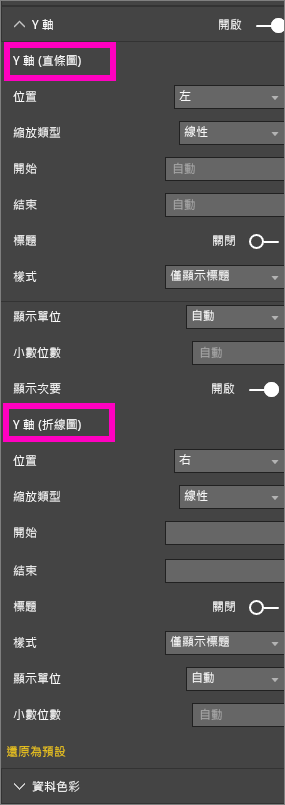 Y 軸 開啟
Y 軸 (直條圖)
位置 左
縮放類型 線性
開始 自動
結束 自動
標題 關閉
樣式 僅顯示標題
顯示單位 自動
小數位數 自動
顯示次要 開啟
Y 軸 (折線圖)
位置 右
縮放類型 線性
開始
結束
標題 關閉
樣式 僅顯示標題
顯示單位 自動
小數位數 自動
還原為預設
資料色彩